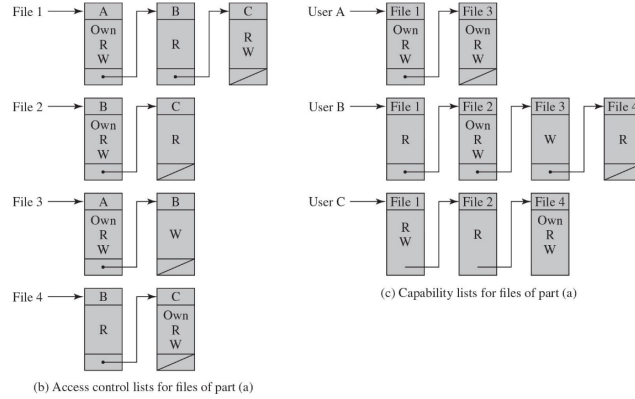 File 1
A
B
C
Own
R
W
R
R
W
File 2
B
C
Own
R
W
R
File 3
A
B
Own
R
W
W
File 4
B
C
R
Own
R
W
(b) Access control lists for files of part (a)
User A
File 1
File 3
Own
R
W
Own
R
W
User B
File 1
File 2
File 3
File 4
R
Own
R
W
W
R
User C
File 1
File 2
File 4
R
W
R
Own
R
W
(c) Capability lists for files of part (a)